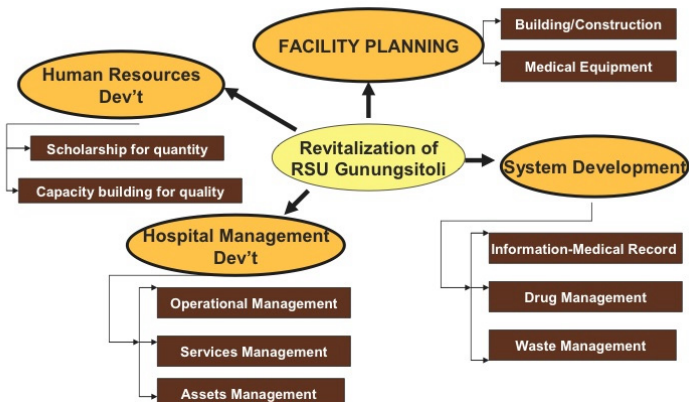 FACILITY PLANNING
Building/Construction
Medical Equipment
Human Resources
Dev't
Scholarship for quantity
Capacity building for quality
Revitalization of
RSU Gunungsitoli
System Development
Information-Medical Record
Drug Management
Waste Management
Hospital Management
Dev't
Operational Management
Services Management
Assets Management